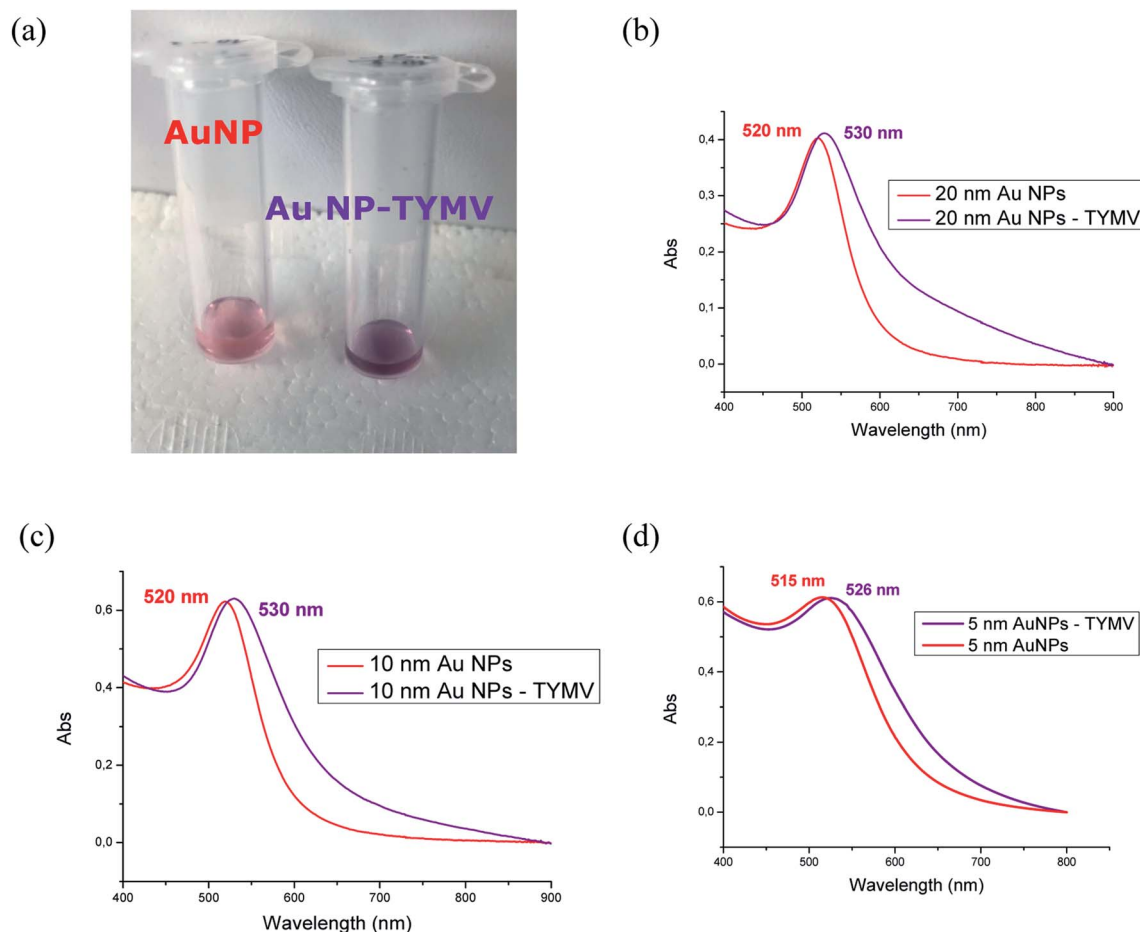 (a)
AuNP
Au NP-TYMV
(b)
520 nm
530 nm
0,4
0,3
0,2
0,1
0,0
Abs
400
500
600
700
800
900
Wavelength (nm)
20 nm Au NPs
20 nm Au NPs - TYMV
(c)
520 nm
530 nm
0,6
0,4
0,2
0,0
Abs
400
500
600
700
800
900
Wavelength (nm)
10 nm Au NPs
10 nm Au NPs - TYMV
(d)
515 nm
526 nm
0,6
0,4
0,2
0,0
Abs
400
500
600
700
800
Wavelength (nm)
5 nm AuNPs - TYMV
5 nm AuNPs